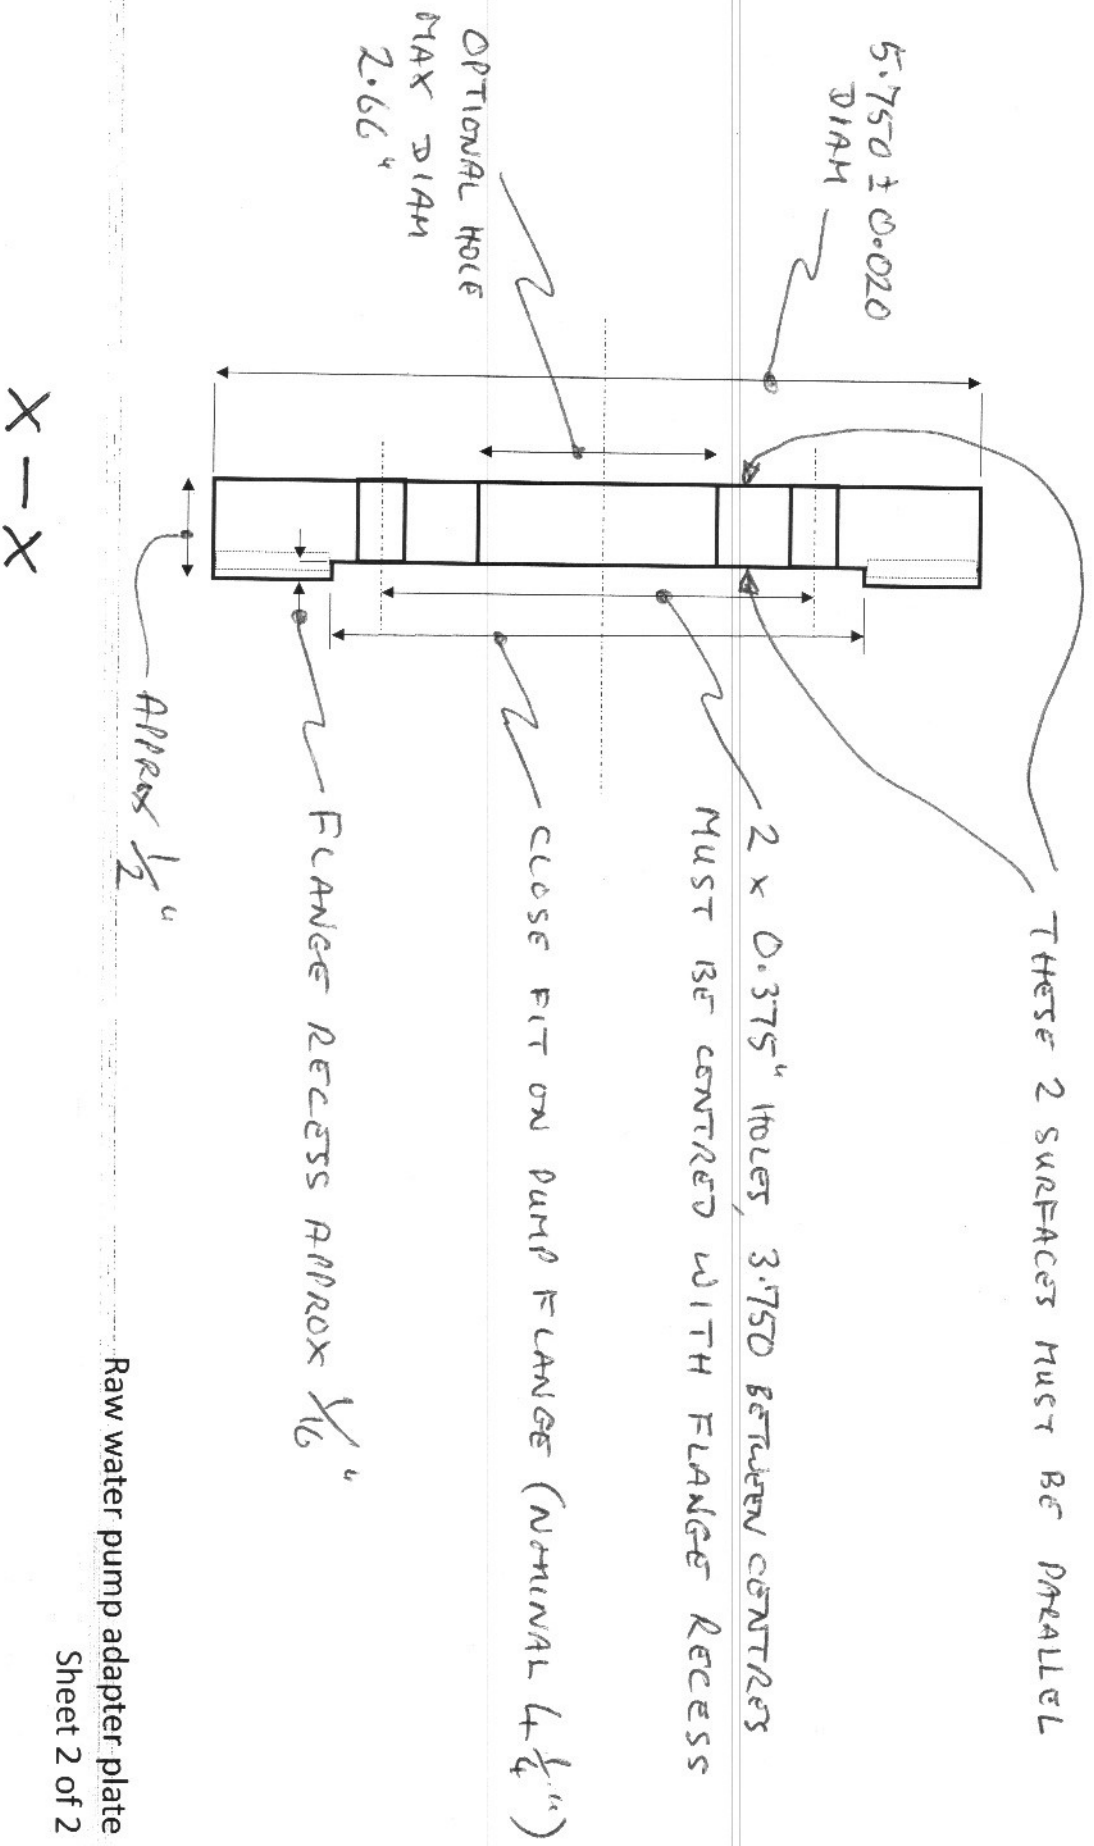 5.750 ± 0.020
DIAM
OPTIONAL HOLE
MAX DIAM
2.66"
THESE 2 SURFACES MUST BE PARALLEL
2 x 0.375" HOLES, 3.750 BETWEEN CENTRES
MUST BE CENTRED WITH FLANGE RECESS
CLOSE FIT ON PUMP FLANGE (NOMINAL 4 1/4")
FLANGE RECESS APPROX 1/16"
APPROX 1/2"
X — X
Raw water pump adapter plate
Sheet 2 of 2